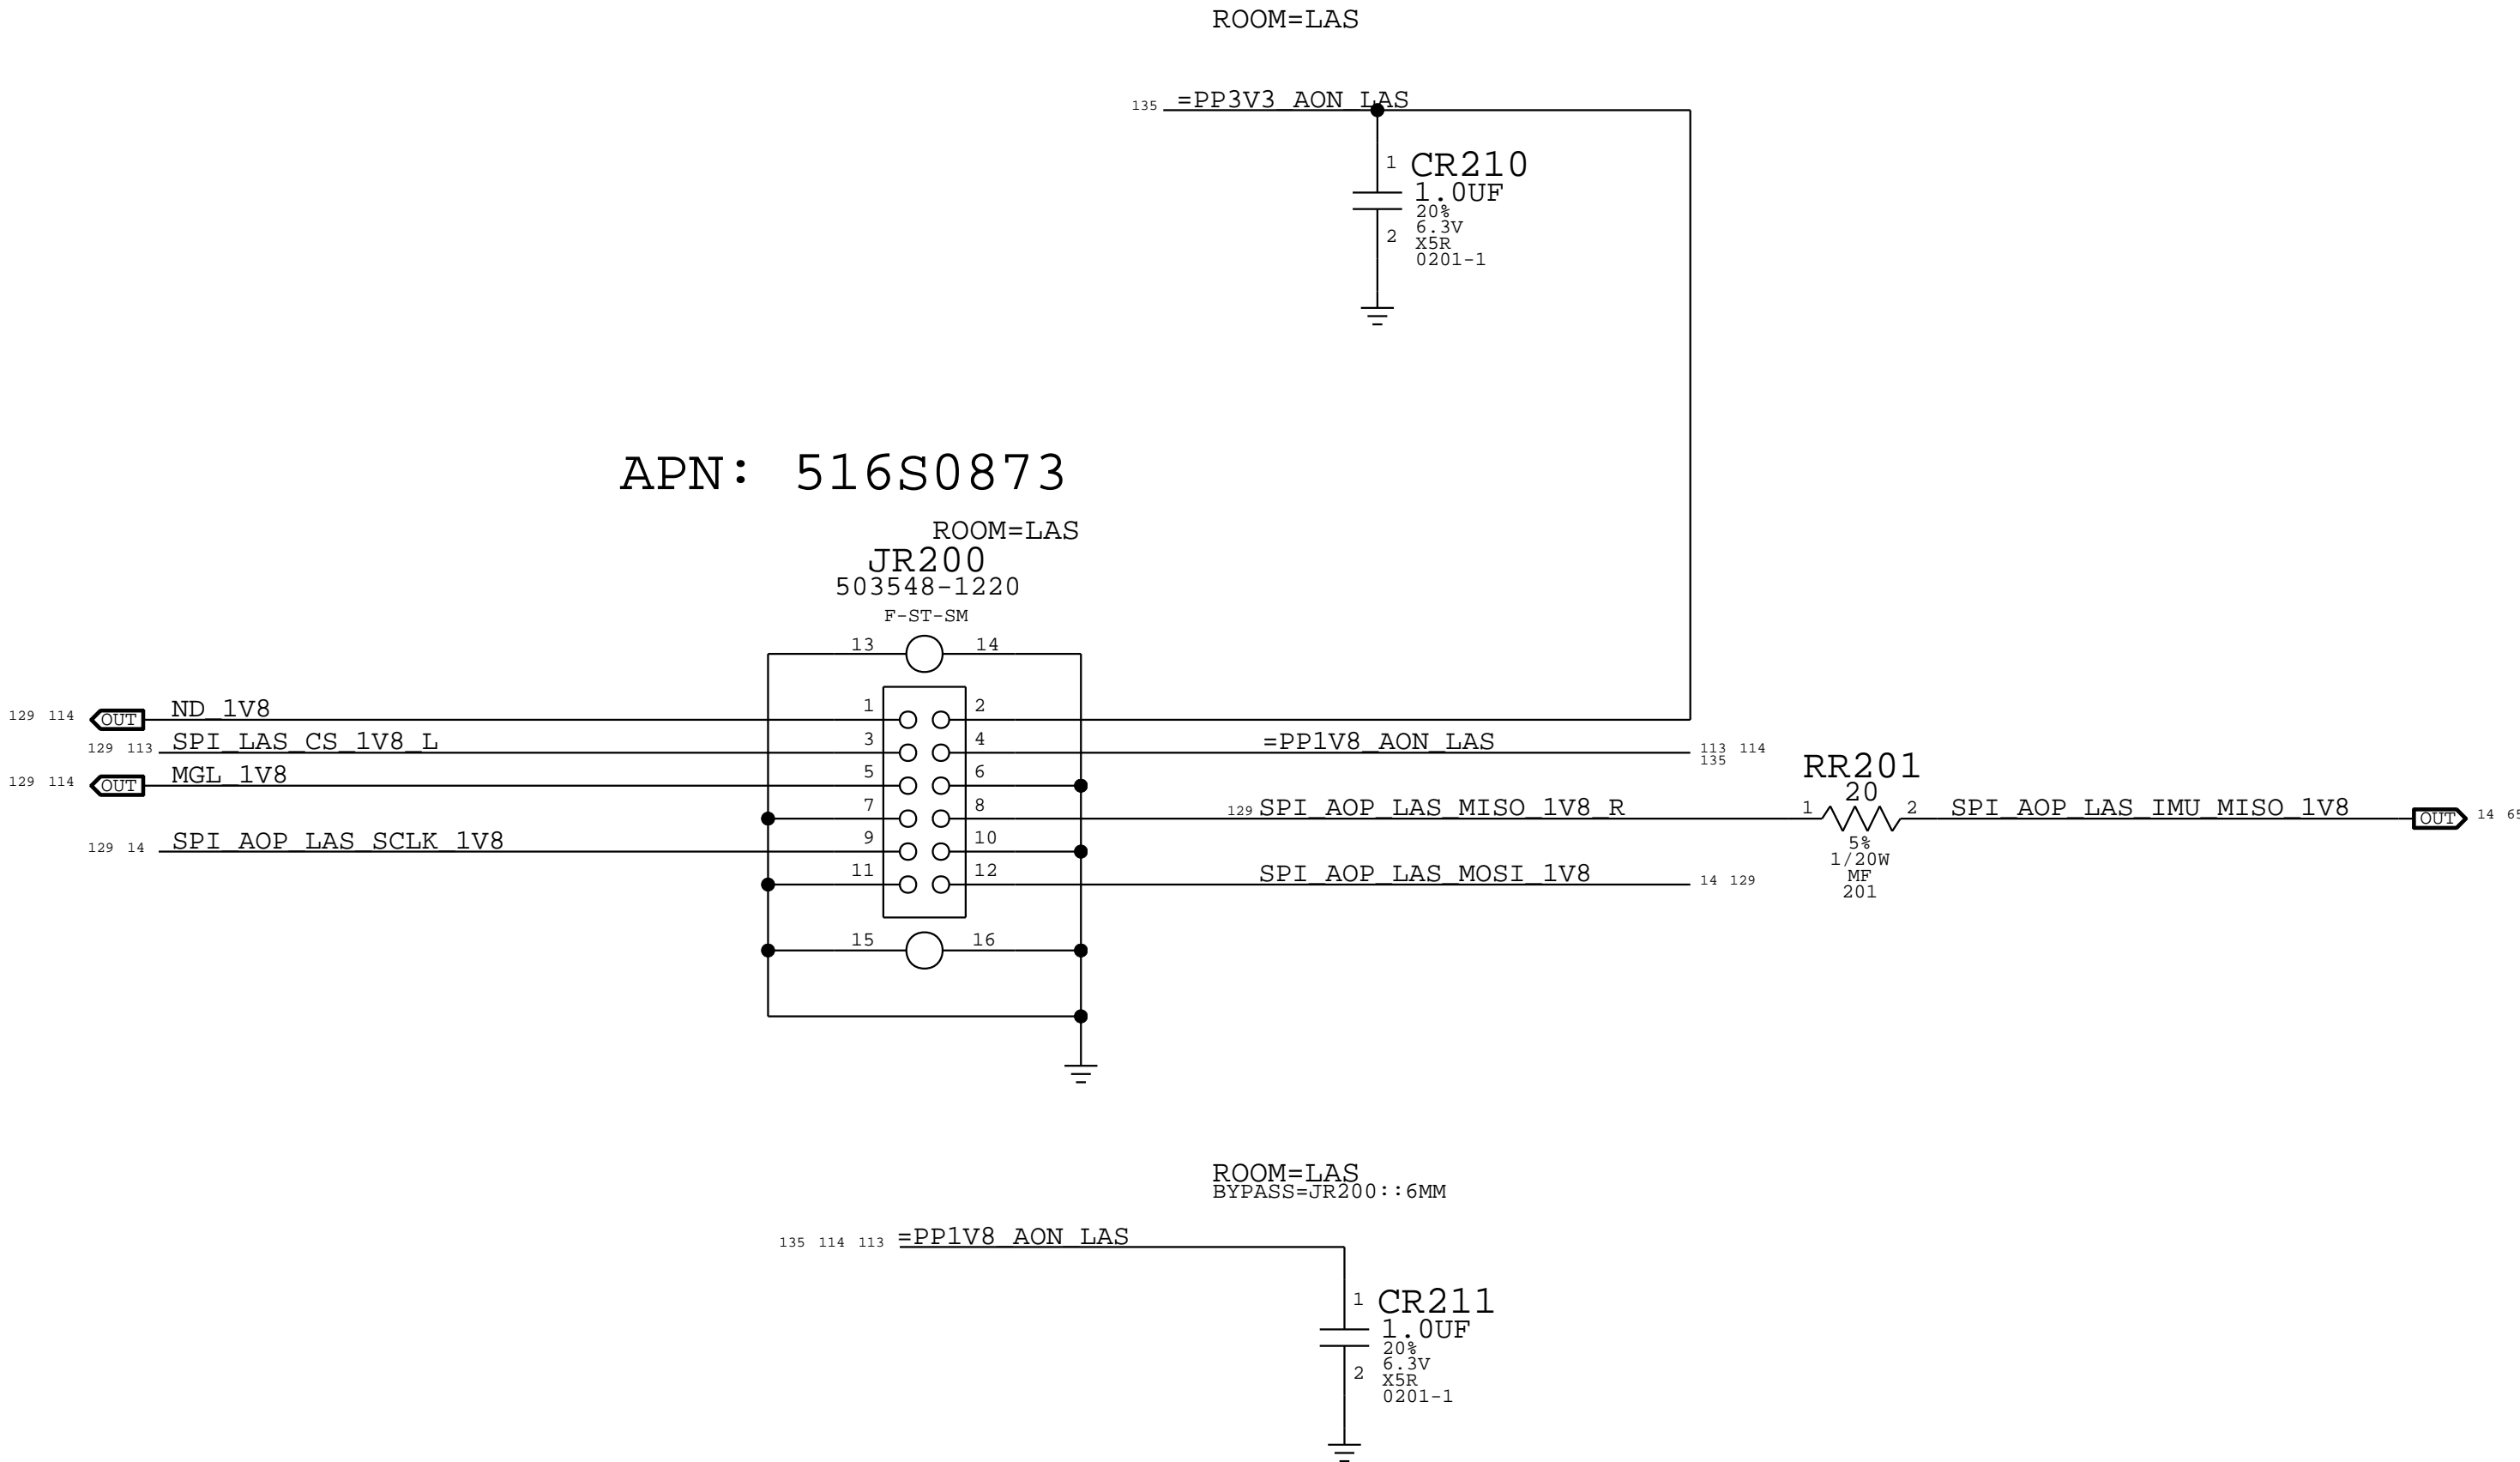 ROOM=LAS
135 =PP3V3_AON_LAS
1 CR210
1.0UF
20%
6.3V
2 X5R
0201-1
APN: 516S0873
ROOM=LAS
JR200
503548-1220
F-ST-SM
13 14
129 114 OUT ND_1V8 1 2
129 113 SPI_LAS_CS_1V8_L 3 4 =PP1V8_AON_LAS 113 114
135
129 114 OUT MGL_1V8 5 6
RR201
20
7 8 129 SPI_AOP_LAS_MISO_1V8_R 1 2 SPI_AOP_LAS_IMU_MISO_1V8 OUT 14
5%
1/20W
MF
201
129 14 SPI_AOP_LAS_SCLK_1V8 9 10
11 12 SPI_AOP_LAS_MOSI_1V8 14 129
15 16
ROOM=LAS
BYPASS=JR200::6MM
135 114 113 =PP1V8_AON_LAS
1 CR211
1.0UF
20%
6.3V
2 X5R
0201-1